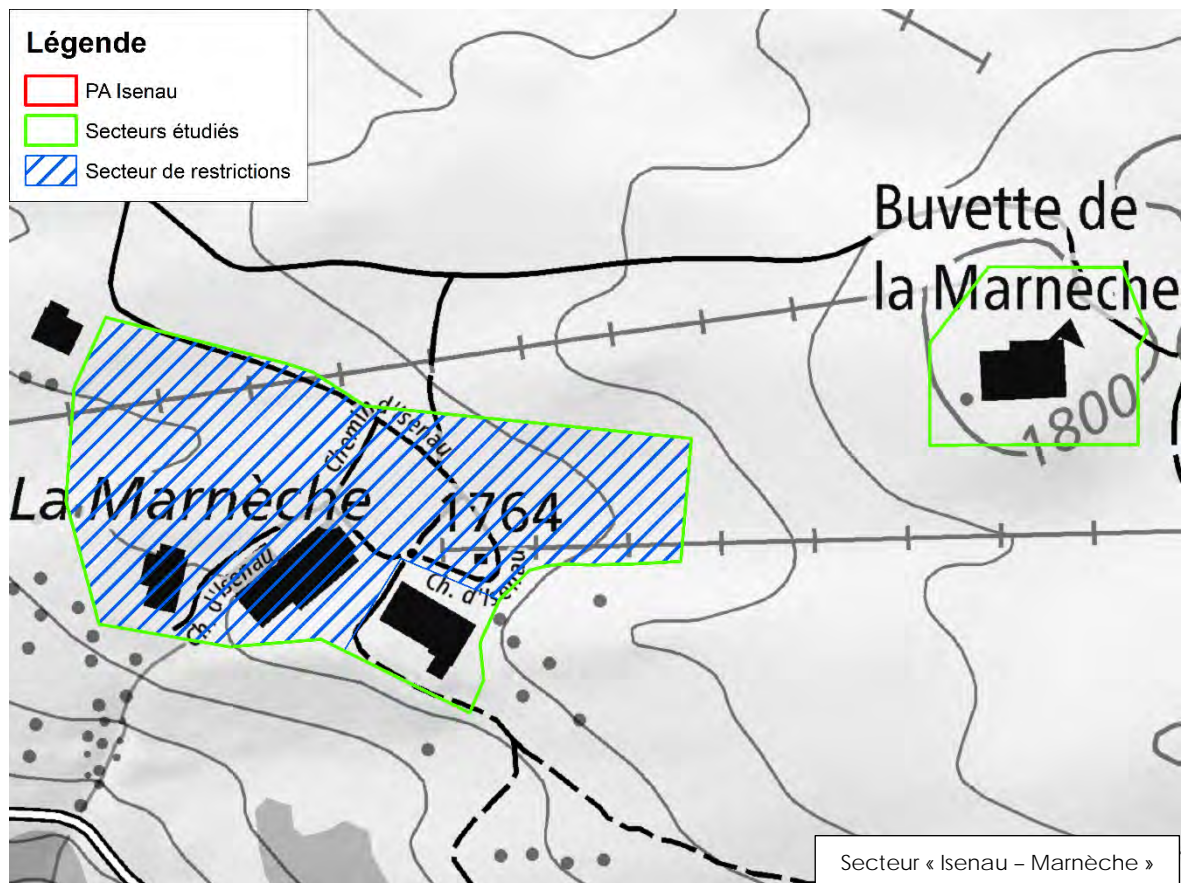 Légende
PA Isenau
Secteurs étudiés
Secteur de restrictions
Buvette de
la Marnèche
1800
Chemin d'Isenau
La Marnèche
1764
Ch. d'Isenau
Ch. d'Isenau
Secteur « Isenau – Marnèche »